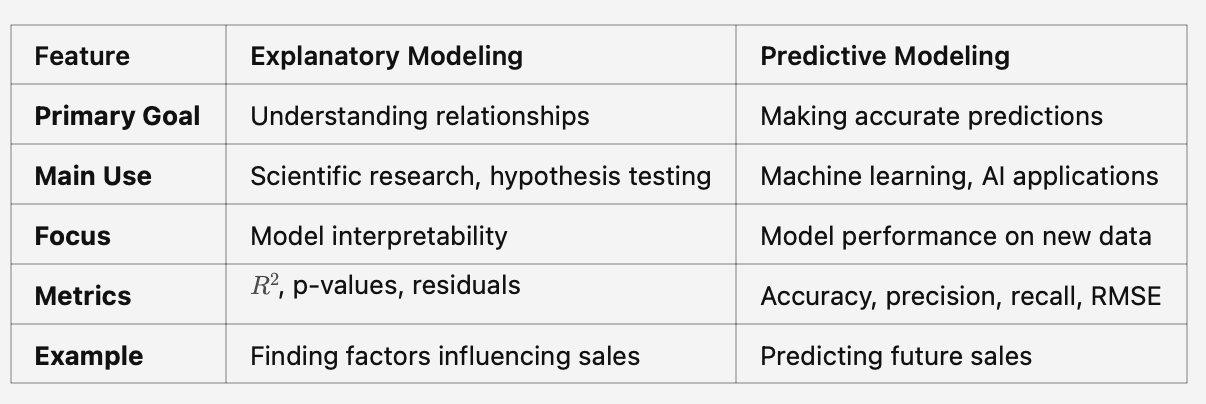 Feature Explanatory Modeling Predictive Modeling
Primary Goal Understanding relationships Making accurate predictions
Main Use Scientific research, hypothesis testing Machine learning, AI applications
Focus Model interpretability Model performance on new data
Metrics R², p-values, residuals Accuracy, precision, recall, RMSE
Example Finding factors influencing sales Predicting future sales